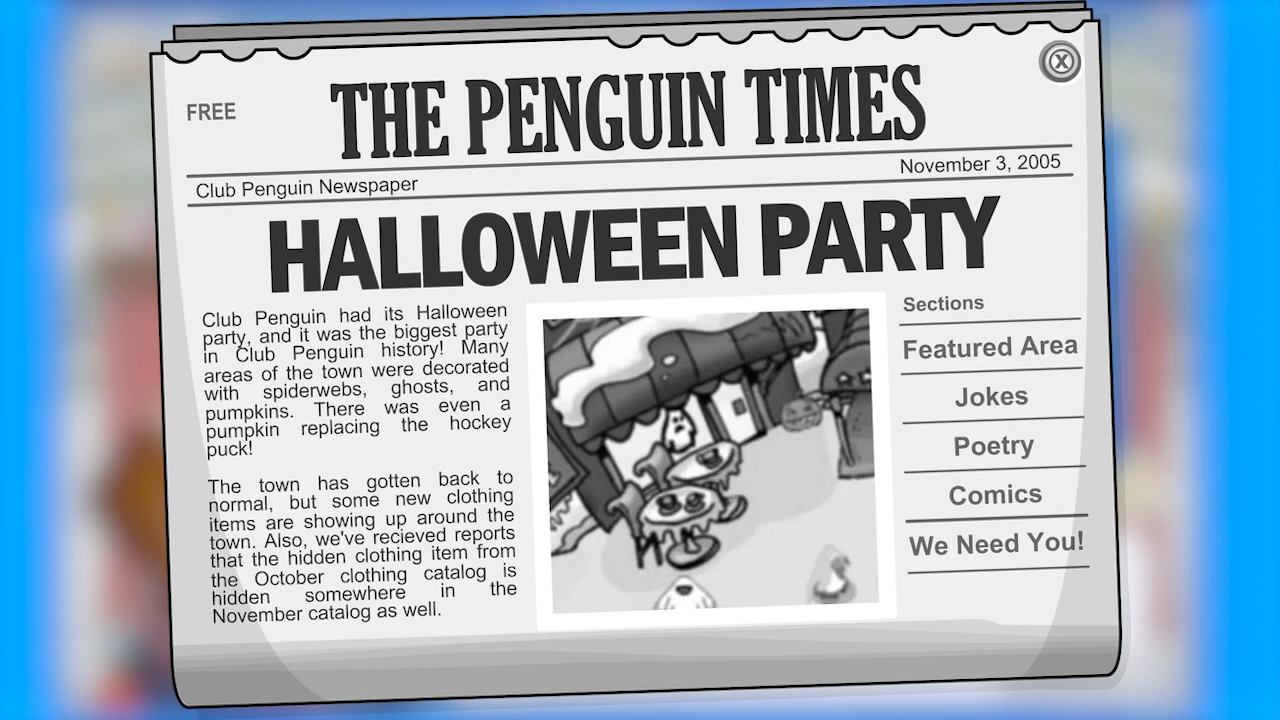 THE PENGUIN TIMES
FREE
Club Penguin Newspaper
November 3, 2005
HALLOWEEN PARTY
Club Penguin had its Halloween
party, and it was the biggest party
in Club Penguin history! Many
areas of the town were decorated
with spiderwebs, ghosts, and
pumpkins. There was even a
pumpkin replacing the hockey
puck!
The town has gotten back to
normal, but some new clothing
items are showing up around the
town. Also, we've recieved reports
that the hidden clothing item from
the October clothing catalog is
hidden somewhere in the
November catalog as well.
Sections
Featured Area
Jokes
Poetry
Comics
We Need You!
X